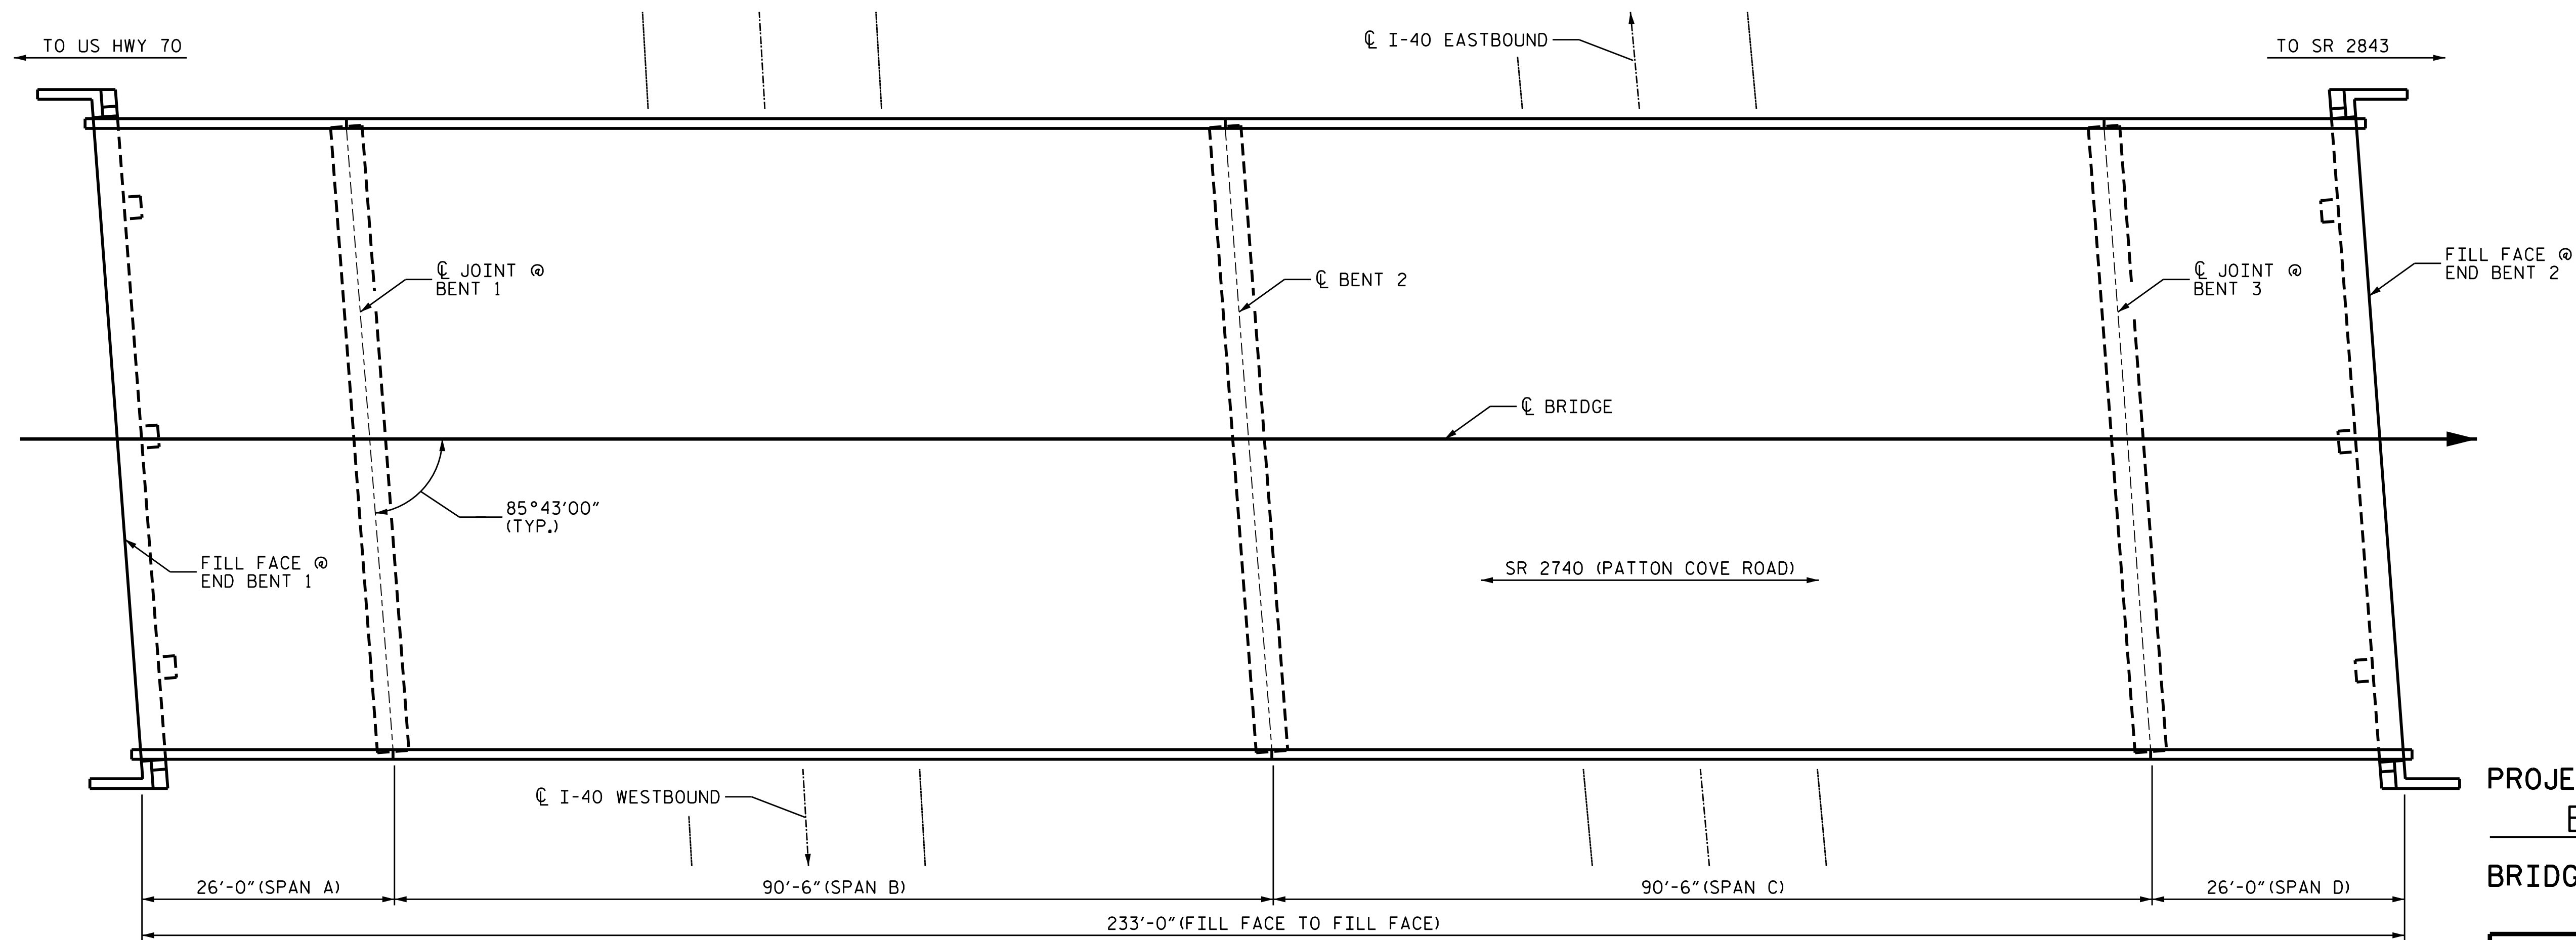 TO US HWY 70
℄ I-40 EASTBOUND
TO SR 2843
℄ JOINT @
BENT 1
℄ BENT 2
℄ JOINT @
BENT 3
FILL FACE @
END BENT 2
℄ BRIDGE
85°43'00"
(TYP.)
FILL FACE @
END BENT 1
SR 2740 (PATTON COVE ROAD)
℄ I-40 WESTBOUND
PROJE
BRIDG
26'-0"(SPAN A)
90'-6"(SPAN B)
90'-6"(SPAN C)
26'-0"(SPAN D)
233'-0"(FILL FACE TO FILL FACE)